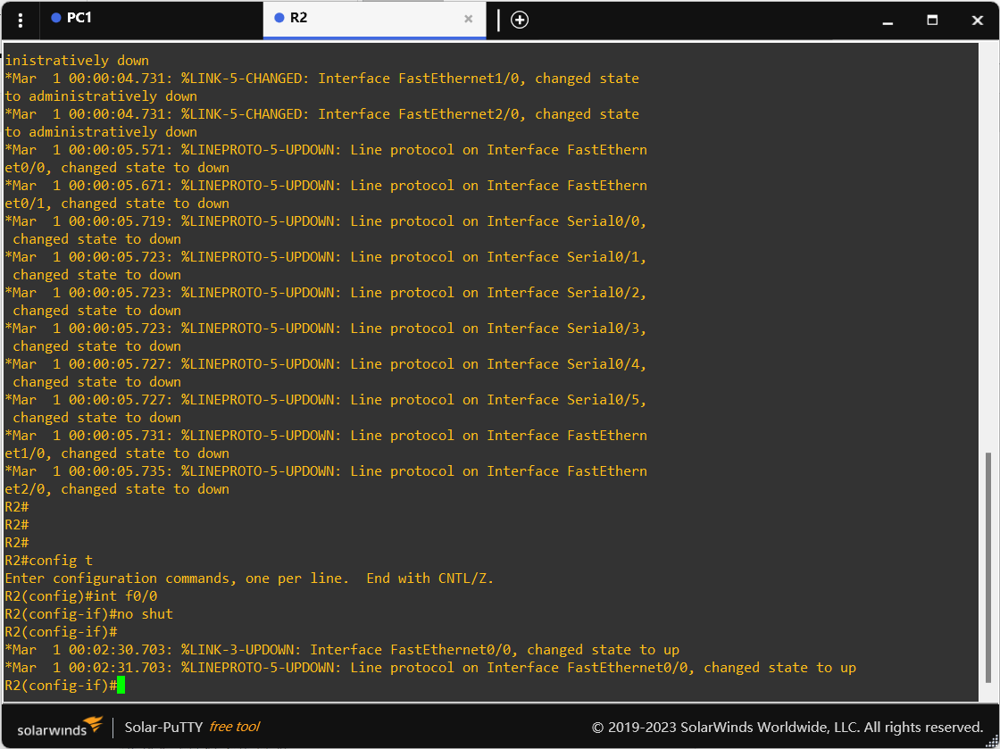 PC1
R2
inistratively down
*Mar  1 00:00:04.731: %LINK-5-CHANGED: Interface FastEthernet1/0, changed state
to administratively down
*Mar  1 00:00:04.731: %LINK-5-CHANGED: Interface FastEthernet2/0, changed state
to administratively down
*Mar  1 00:00:05.571: %LINEPROTO-5-UPDOWN: Line protocol on Interface FastEthern
et0/0, changed state to down
*Mar  1 00:00:05.671: %LINEPROTO-5-UPDOWN: Line protocol on Interface FastEthern
et0/1, changed state to down
*Mar  1 00:00:05.719: %LINEPROTO-5-UPDOWN: Line protocol on Interface Serial0/0,
 changed state to down
*Mar  1 00:00:05.723: %LINEPROTO-5-UPDOWN: Line protocol on Interface Serial0/1,
 changed state to down
*Mar  1 00:00:05.723: %LINEPROTO-5-UPDOWN: Line protocol on Interface Serial0/2,
 changed state to down
*Mar  1 00:00:05.723: %LINEPROTO-5-UPDOWN: Line protocol on Interface Serial0/3,
 changed state to down
*Mar  1 00:00:05.727: %LINEPROTO-5-UPDOWN: Line protocol on Interface Serial0/4,
 changed state to down
*Mar  1 00:00:05.727: %LINEPROTO-5-UPDOWN: Line protocol on Interface Serial0/5,
 changed state to down
*Mar  1 00:00:05.731: %LINEPROTO-5-UPDOWN: Line protocol on Interface FastEthern
et1/0, changed state to down
*Mar  1 00:00:05.735: %LINEPROTO-5-UPDOWN: Line protocol on Interface FastEthern
et2/0, changed state to down
R2#
R2#
R2#
R2#config t
Enter configuration commands, one per line.  End with CNTL/Z.
R2(config)#int f0/0
R2(config-if)#no shut
R2(config-if)#
*Mar  1 00:02:30.703: %LINK-3-UPDOWN: Interface FastEthernet0/0, changed state to up
*Mar  1 00:02:31.703: %LINEPROTO-5-UPDOWN: Line protocol on Interface FastEthernet0/0, changed state to up
R2(config-if)#
solarwinds
Solar-PuTTY free tool
© 2019-2023 SolarWinds Worldwide, LLC. All rights reserved.